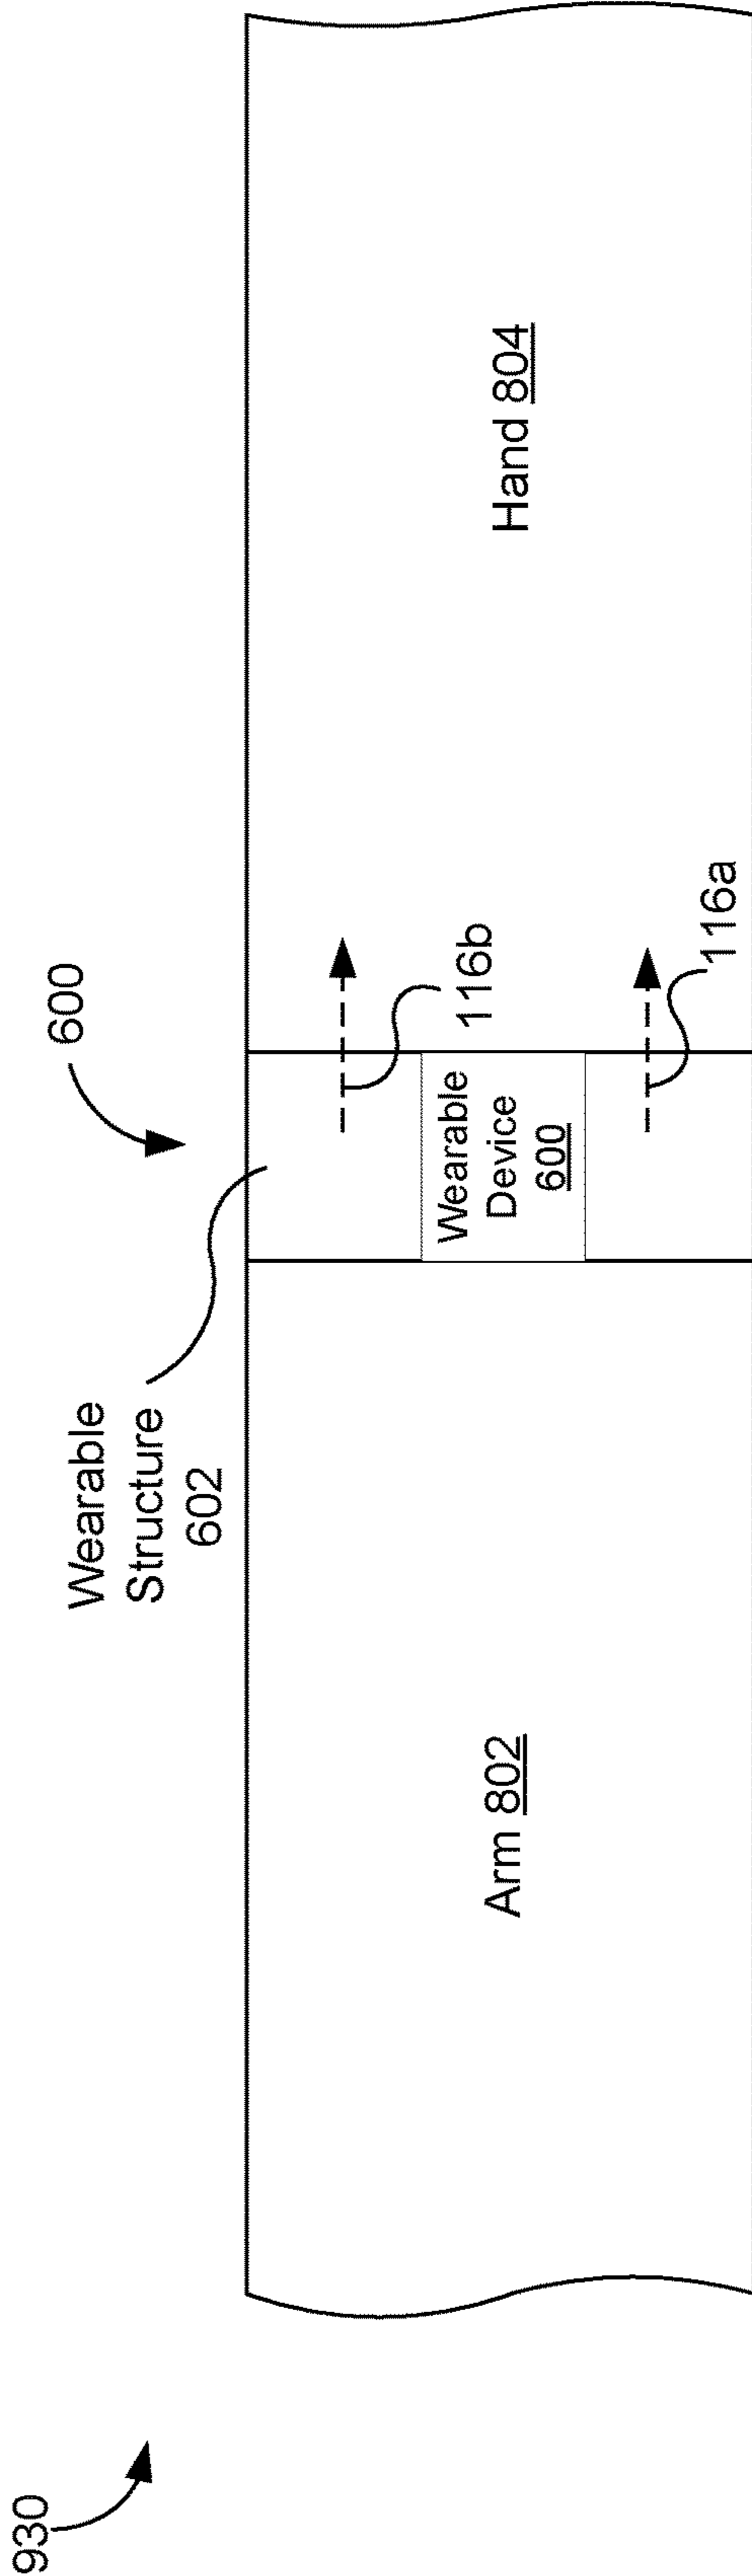 930
Wearable
Structure
602
600
Arm 802
Wearable
Device
600
116b
116a
Hand 804